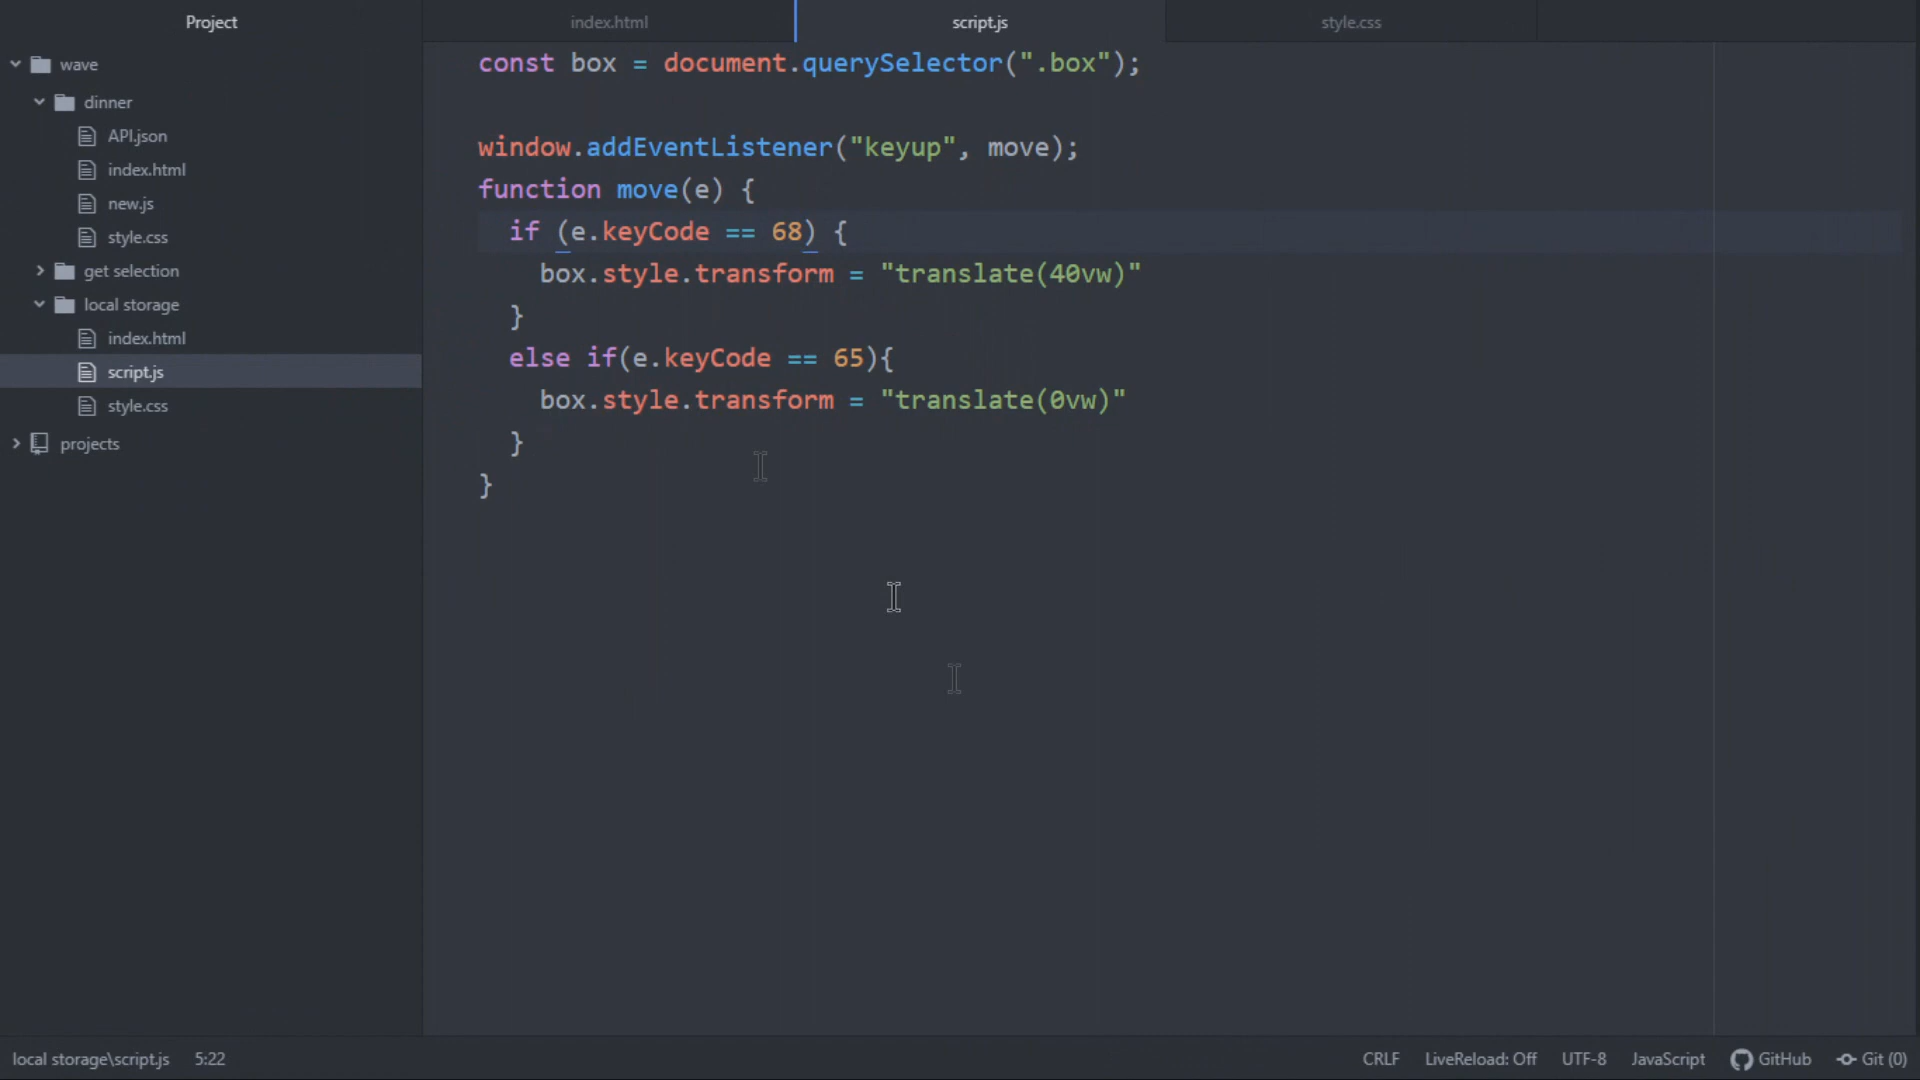 Project
index.html
script.js
style.css
wave
dinner
API.json
index.html
new.js
style.css
get selection
local storage
index.html
script.js
style.css
projects
const box = document.querySelector(".box");
window.addEventListener("keyup", move);
function move(e) {
if (e.keyCode == 68) {
box.style.transform = "translate(40vw)"
}
else if(e.keyCode == 65){
box.style.transform = "translate(0vw)"
}
}
local storage\script.js 5:22
CRLF LiveReload: Off UTF-8 JavaScript GitHub Git (0)